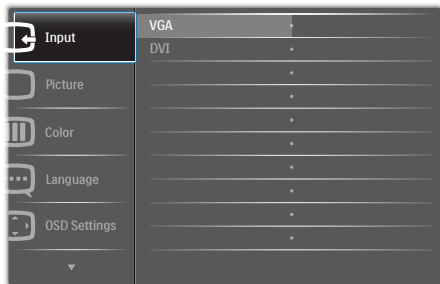 Input
Picture
Color
Language
OSD Settings
VGA
DVI